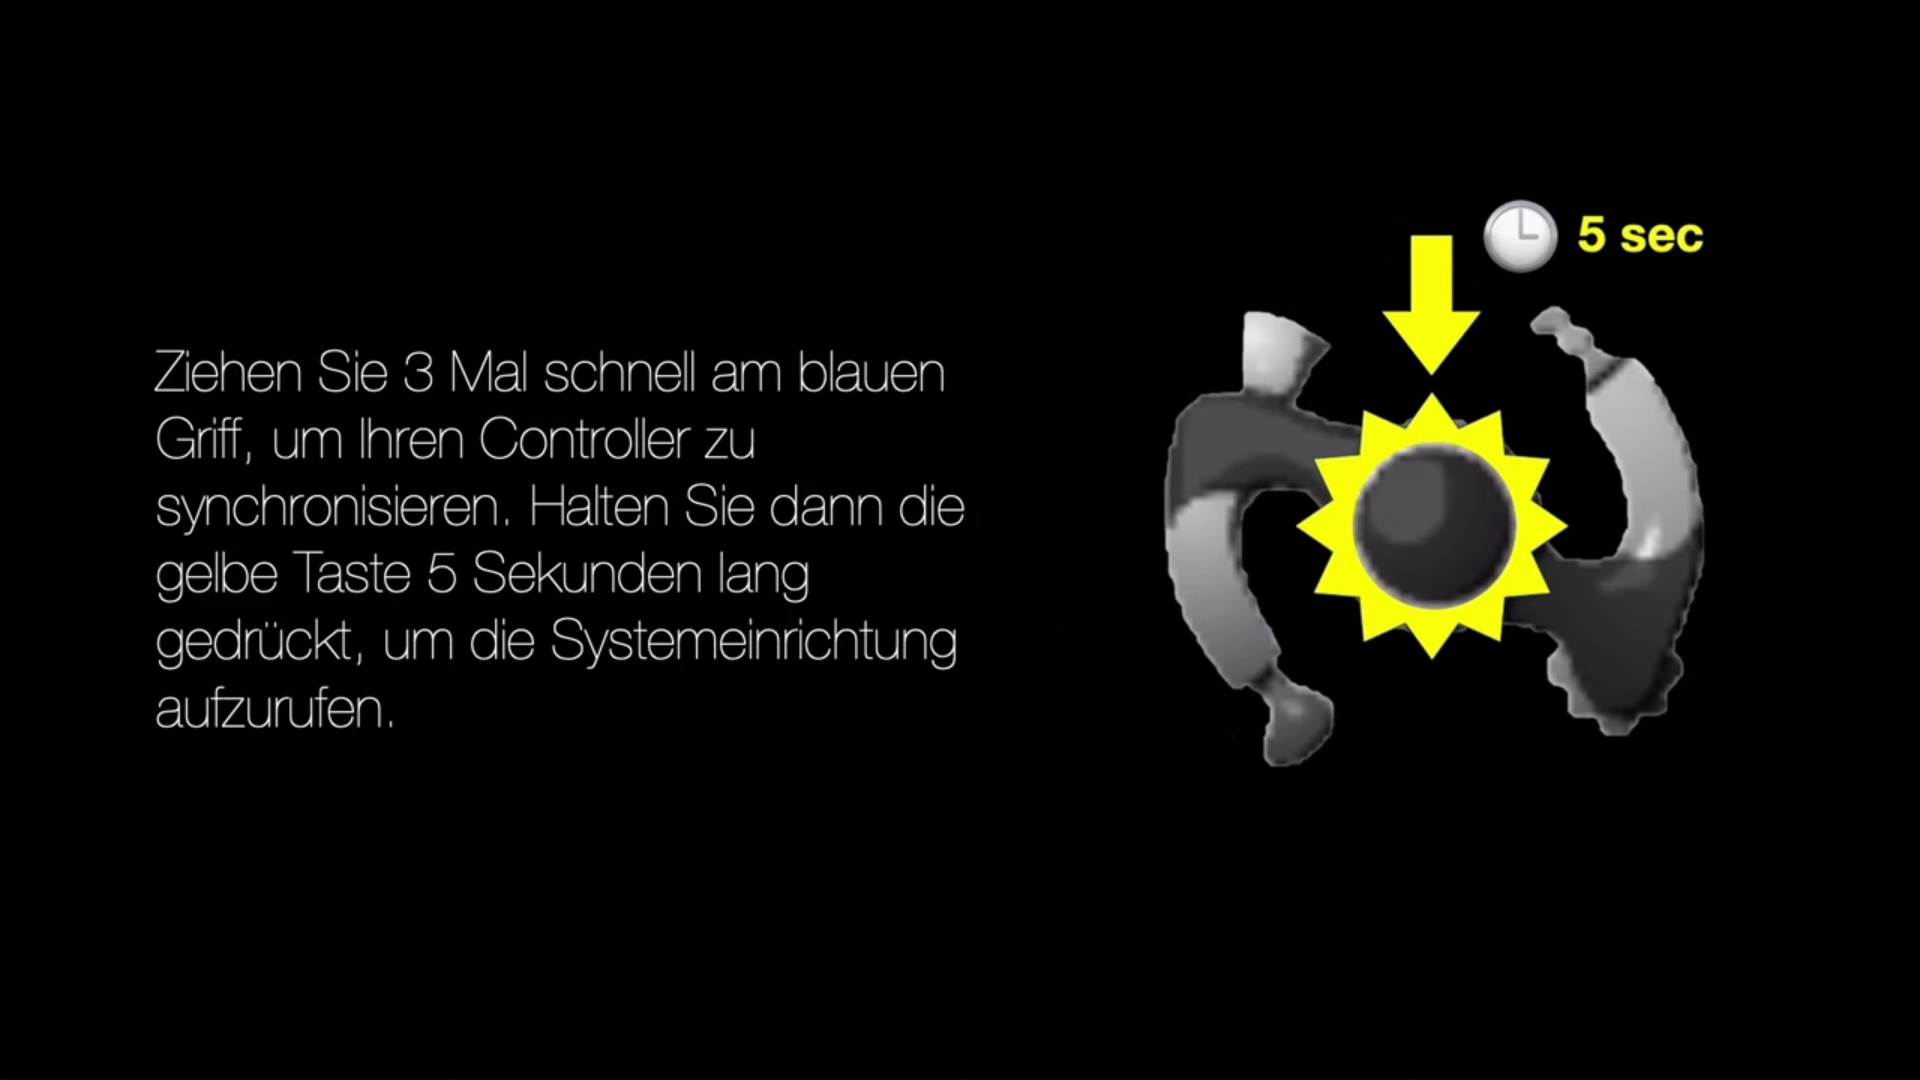 5 sec
Ziehen Sie 3 Mal schnell am blauen
Griff, um Ihren Controller zu
synchronisieren. Halten Sie dann die
gelbe Taste 5 Sekunden lang
gedrückt, um die Systemeinrichtung
aufzurufen.